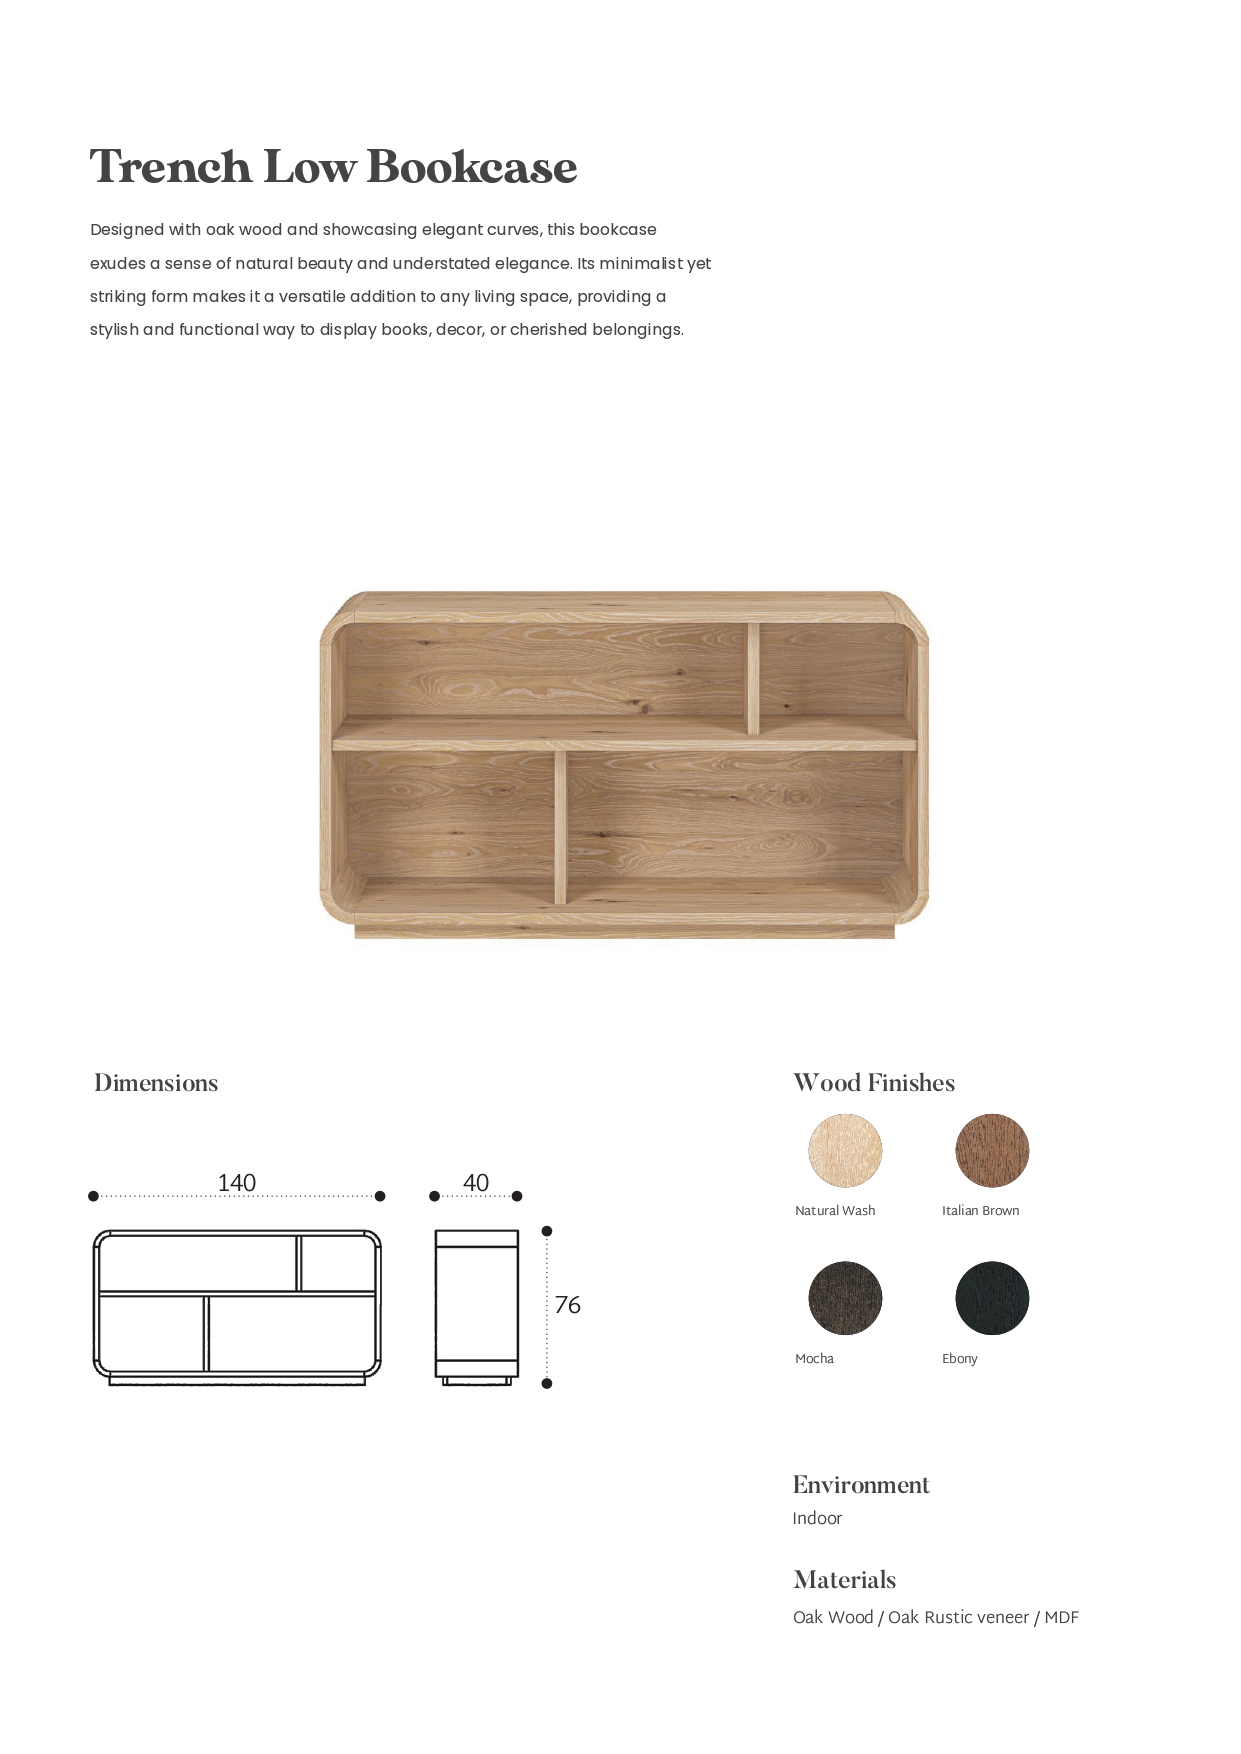 Trench Low Bookcase
Designed with oak wood and showcasing elegant curves, this bookcase
exudes a sense of natural beauty and understated elegance. Its minimalist yet
striking form makes it a versatile addition to any living space, providing a
stylish and functional way to display books, decor, or cherished belongings.
Dimensions
140
40
76
Wood Finishes
Natural Wash
Italian Brown
Mocha
Ebony
Environment
Indoor
Materials
Oak Wood / Oak Rustic veneer / MDF